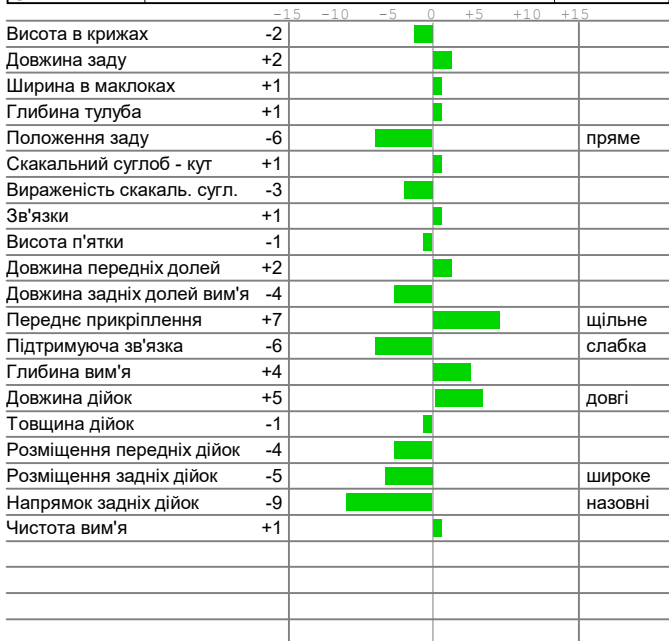 -15 -10 -5 0 +5 +10 +15
Висота в крижах -2
Довжина заду +2
Ширина в маклоках +1
Глибина тулуба +1
Положення заду -6 пряме
Скакальний суглоб - кут +1
Вираженість скакаль. сугл. -3
Зв'язки +1
Висота п'ятки -1
Довжина передніх долей +2
Довжина задніх долей вим'я -4
Переднє прикріплення +7 щільне
Підтримуюча зв'язка -6 слабка
Глибина вим'я +4
Довжина дійок +5 довгі
Товщина дійок -1
Розміщення передніх дійок -4
Розміщення задніх дійок -5 широке
Напрямок задніх дійок -9 назовні
Чистота вим'я +1